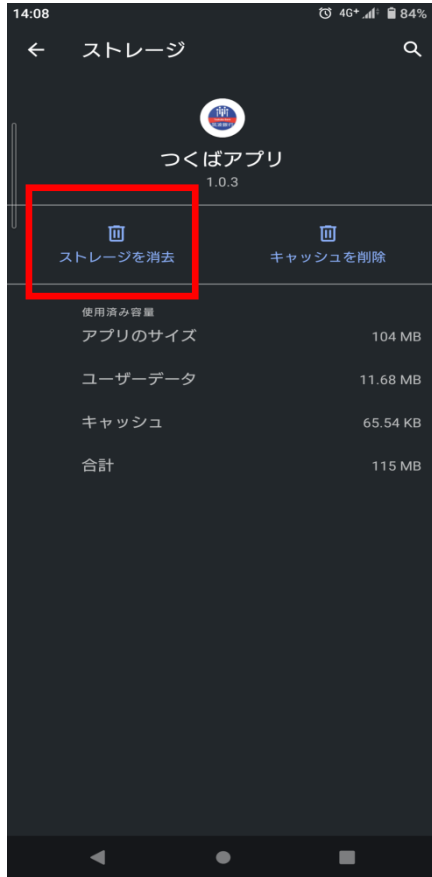 14:08 4G+ 84%
ストレージ
つくばアプリ
1.0.3
ストレージを消去 キャッシュを削除
使用済み容量
アプリのサイズ 104 MB
ユーザーデータ 11.68 MB
キャッシュ 65.54 KB
合計 115 MB